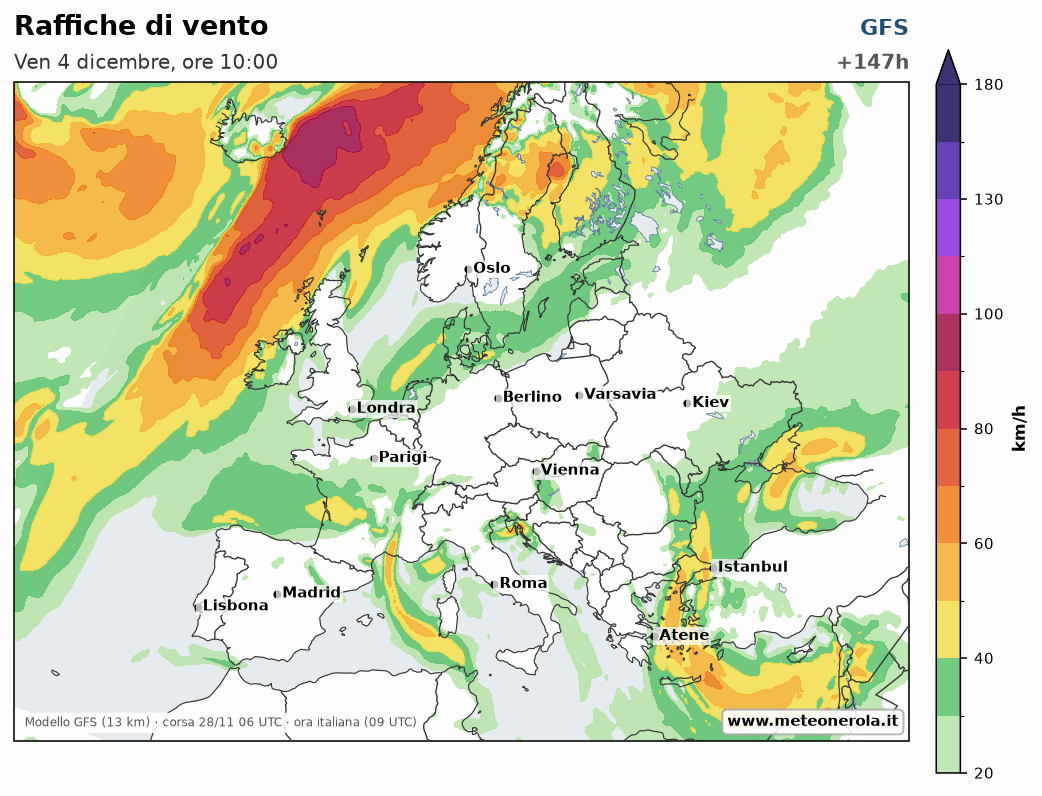 Raffiche di vento
GFS
Ven 4 dicembre, ore 10:00
+147h
180
130
100
80
60
40
20
km/h
Oslo
Berlino
Varsavia
Kiev
Londra
Parigi
Vienna
Istanbul
Roma
Madrid
Lisbona
Atene
Modello GFS (13 km) · corsa 28/11 06 UTC · ora italiana (09 UTC)
www.meteonerola.it